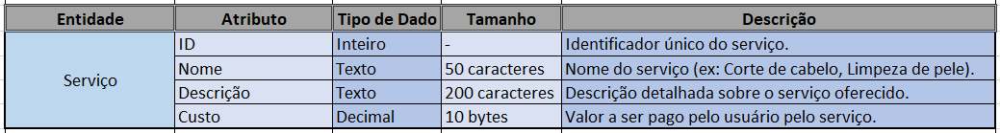 Entidade Atributo Tipo de Dado Tamanho Descrição
Serviço
ID Inteiro - Identificador único do serviço.
Nome Texto 50 caracteres Nome do serviço (ex: Corte de cabelo, Limpeza de pele).
Descrição Texto 200 caracteres Descrição detalhada sobre o serviço oferecido.
Custo Decimal 10 bytes Valor a ser pago pelo usuário pelo serviço.